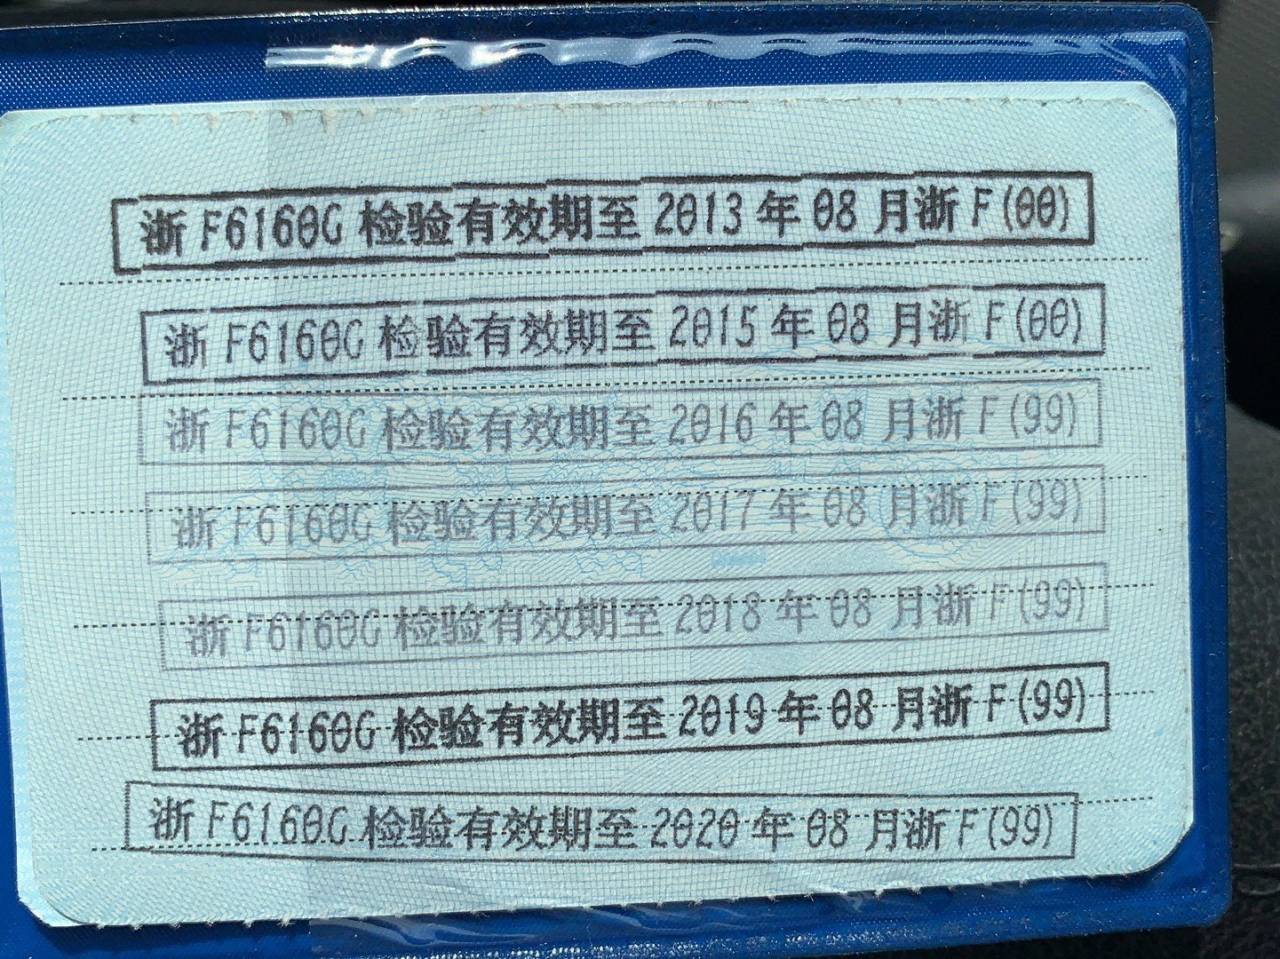 浙 F6160G 检验有效期至 2013 年 08 月浙 F(00)
浙 F6160G 检验有效期至 2015 年 08 月浙 F(00)
浙 F6160G 检验有效期至 2016 年 08 月浙 F(99)
浙 F6160G 检验有效期至 2017 年 08 月浙 F(99)
浙 F6160G 检验有效期至 2018 年 08 月浙 F(99)
浙 F6160G 检验有效期至 2019 年 08 月浙 F(99)
浙 F6160G 检验有效期至 2020 年 08 月浙 F(99)